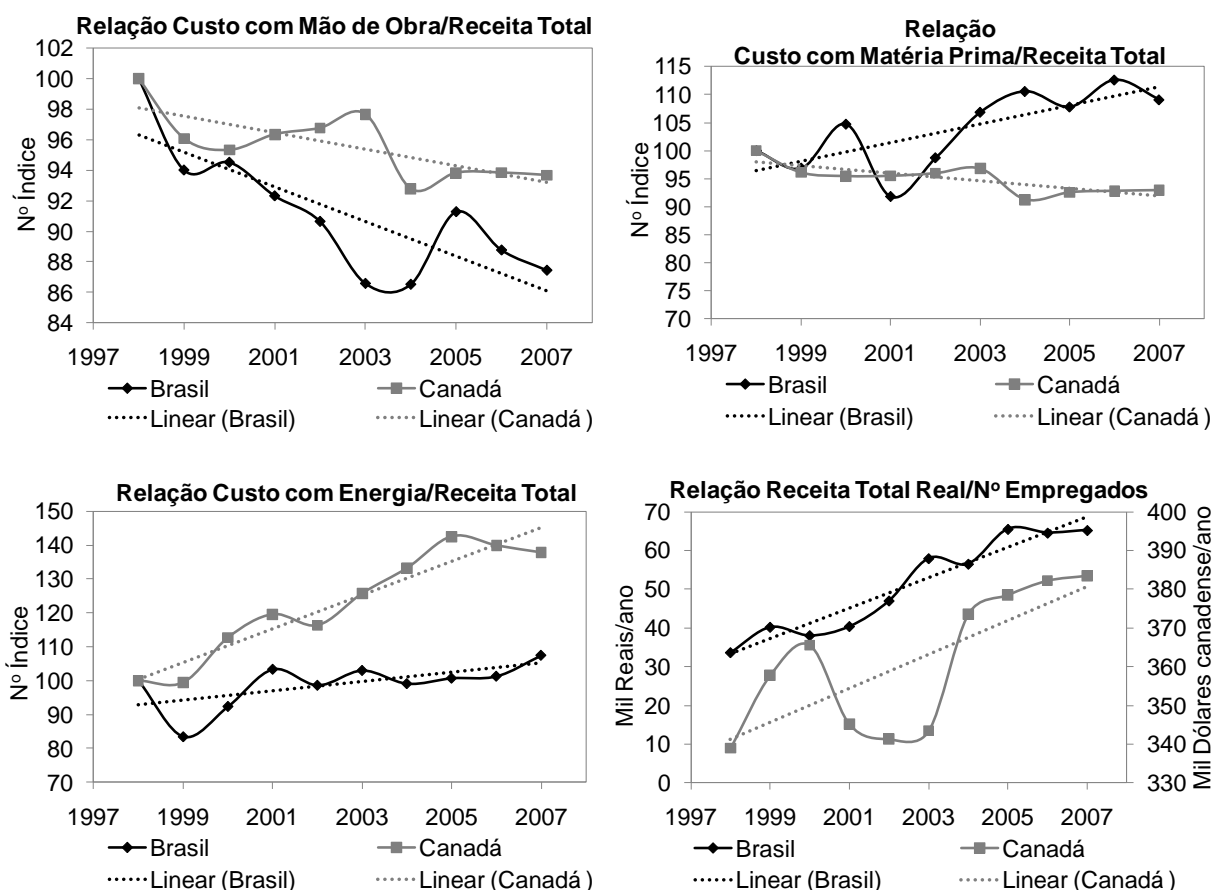 Relação Custo com Mão de Obra/Receita Total
102
100
98
96
94
92
90
88
86
84
Nº Índice
1997 1999 2001 2003 2005 2007
Brasil Canadá
Linear (Brasil) Linear (Canadá )
Relação
Custo com Matéria Prima/Receita Total
115
110
105
100
95
90
85
80
75
70
Nº Índice
1997 1999 2001 2003 2005 2007
Brasil Canadá
Linear (Brasil) Linear (Canadá )
Relação Custo com Energia/Receita Total
150
140
130
120
110
100
90
80
70
Nº Índice
1997 1999 2001 2003 2005 2007
Brasil Canadá
Linear (Brasil) Linear (Canadá )
Relação Receita Total Real/Nº Empregados
70
60
50
40
30
20
10
0
Mil Reais/ano
400
390
380
370
360
350
340
330
Mil Dólares canadense/ano
1997 1999 2001 2003 2005 2007
Brasil Canadá
Linear (Brasil) Linear (Canadá )